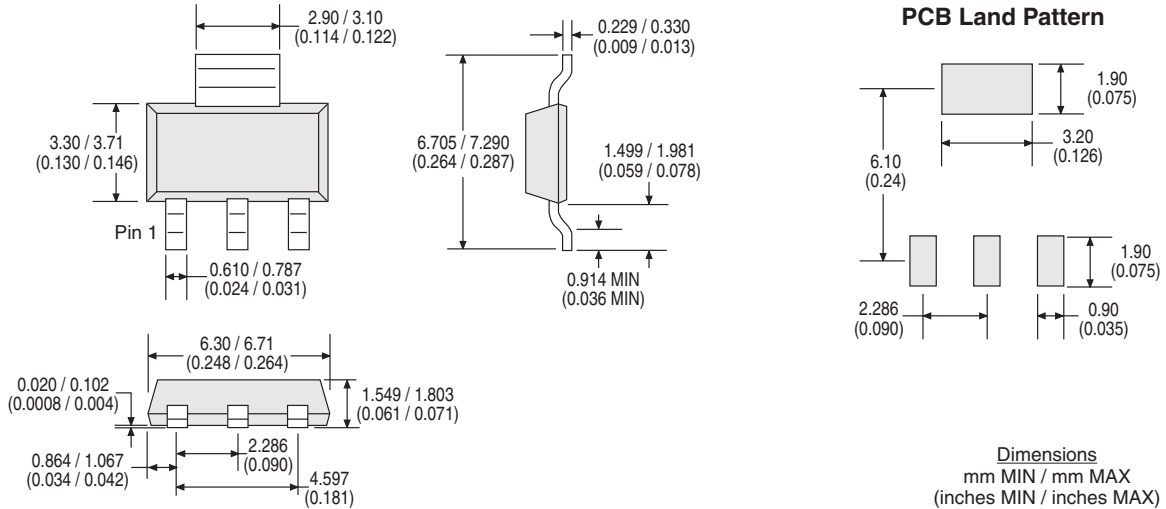 2.90 / 3.10
(0.114 / 0.122)
3.30 / 3.71
(0.130 / 0.146)
Pin 1
0.610 / 0.787
(0.024 / 0.031)
0.229 / 0.330
(0.009 / 0.013)
6.705 / 7.290
(0.264 / 0.287)
1.499 / 1.981
(0.059 / 0.078)
0.914 MIN
(0.036 MIN)
PCB Land Pattern
1.90
(0.075)
3.20
(0.126)
6.10
(0.24)
1.90
(0.075)
2.286
(0.090)
0.90
(0.035)
6.30 / 6.71
(0.248 / 0.264)
0.020 / 0.102
(0.0008 / 0.004)
1.549 / 1.803
(0.061 / 0.071)
0.864 / 1.067
(0.034 / 0.042)
2.286
(0.090)
4.597
(0.181)
Dimensions
mm MIN / mm MAX
(inches MIN / inches MAX)